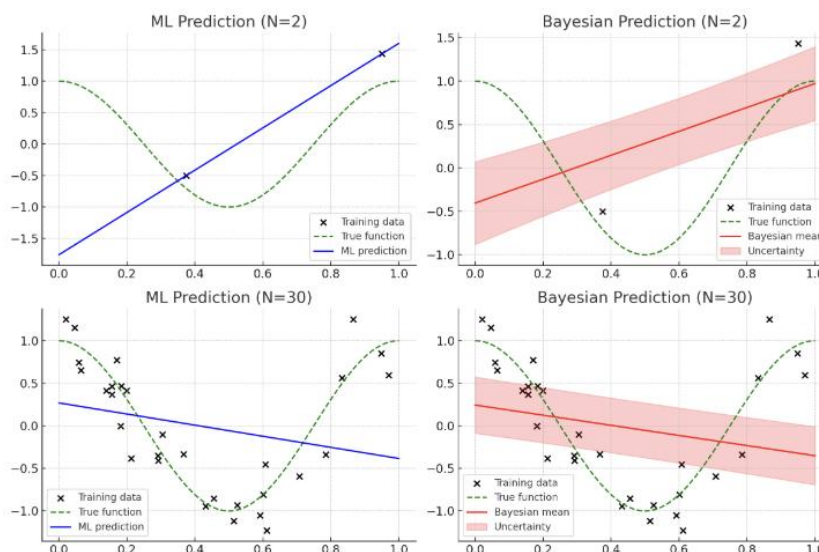 ML Prediction (N=2)
1.5
1.0
0.5
0.0
−0.5
−1.0
−1.5
0.0 0.2 0.4 0.6 0.8 1.0
Training data
True function
ML prediction
Bayesian Prediction (N=2)
1.5
1.0
0.5
0.0
−0.5
−1.0
0.0 0.2 0.4 0.6 0.8 1.0
Training data
True function
Bayesian mean
Uncertainty
ML Prediction (N=30)
1.0
0.5
0.0
−0.5
−1.0
0.0 0.2 0.4 0.6 0.8 1.0
Training data
True function
ML prediction
Bayesian Prediction (N=30)
1.0
0.5
0.0
−0.5
−1.0
0.0 0.2 0.4 0.6 0.8 1.0
Training data
True function
Bayesian mean
Uncertainty